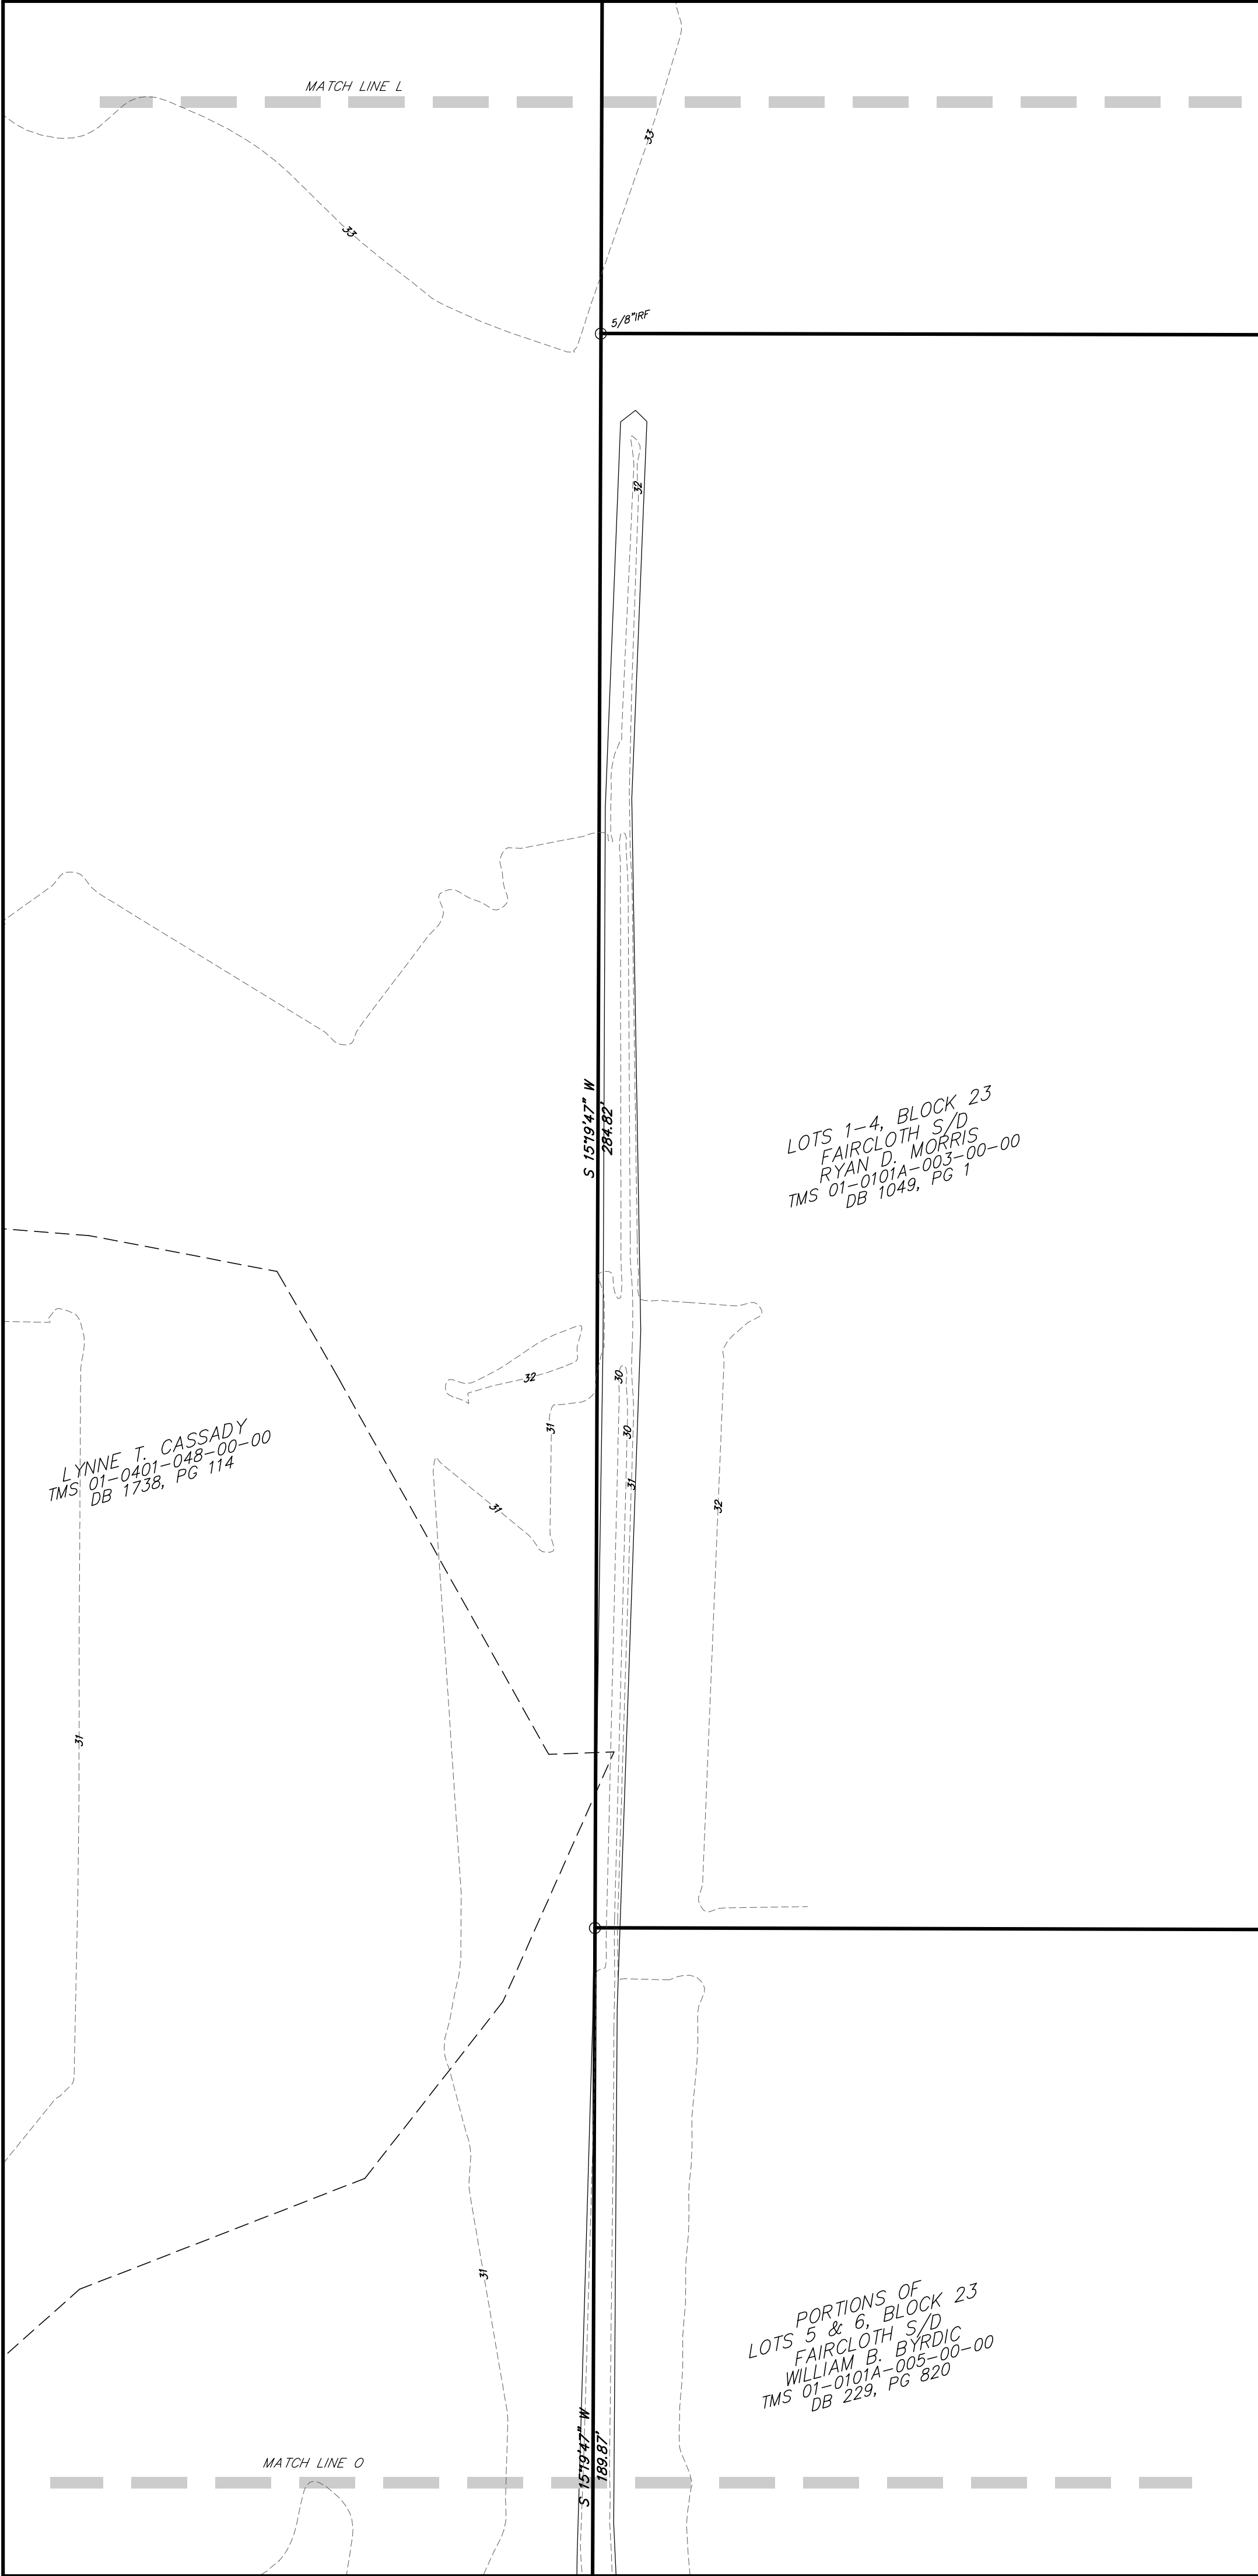 MATCH LINE L
33
33
5/8"IRF
32
S 15°19'47" W
284.82'
LOTS 1-4, BLOCK 23
FAIRCLOTH S/D
RYAN D. MORRIS
TMS 01-0101A-003-00-00
DB 1049, PG 1
32
30
31
30
31
32
31
LYNNE T. CASSADY
TMS 01-0401-048-00-00
DB 1738, PG 114
31
31
PORTIONS OF
LOTS 5 & 6, BLOCK 23
FAIRCLOTH S/D
WILLIAM B. BYRDIC
TMS 01-0101A-005-00-00
DB 229, PG 820
S 15°19'47" W
189.87'
MATCH LINE O